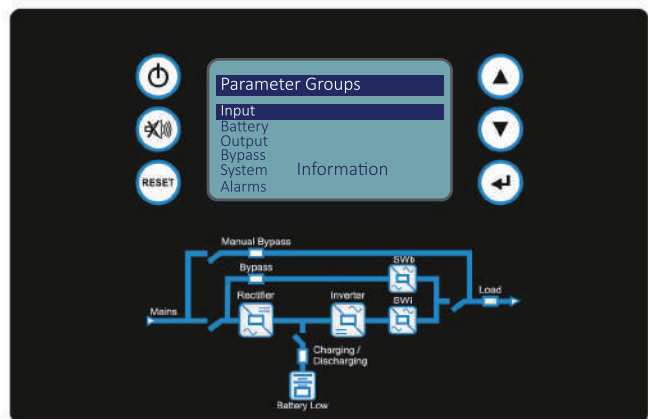 Parameter Groups
Input
Battery
Output
Bypass
System Information
Alarms
RESET
Manual Bypass
Bypass
SWb
Rectifier
Inverter
SWi
Load
Mains
Charging /
Discharging
Battery Low